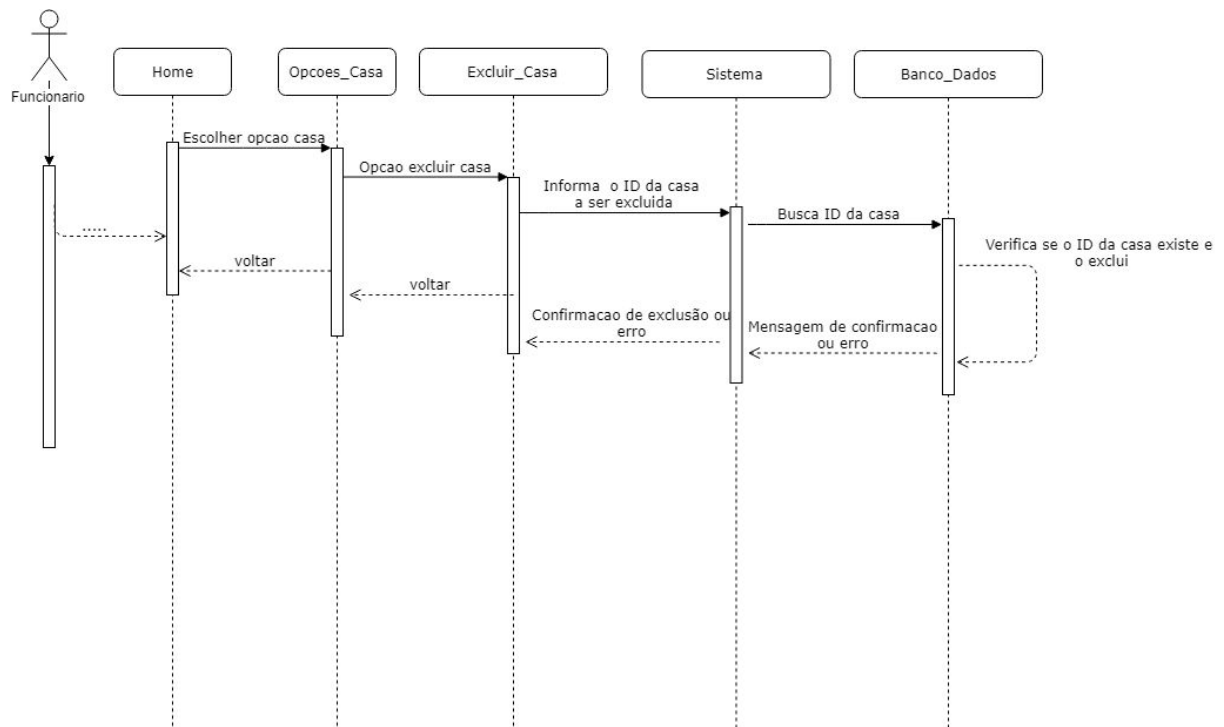 Home
Opcoes_Casa
Excluir_Casa
Sistema
Banco_Dados
Funcionario
Escolher opcao casa
Opcao excluir casa
Informa  o ID da casa
a ser excluida
Busca ID da casa
.....
Verifica se o ID da casa existe e
o exclui
voltar
voltar
Confirmacao de exclusão ou
erro
Mensagem de confirmacao
ou erro